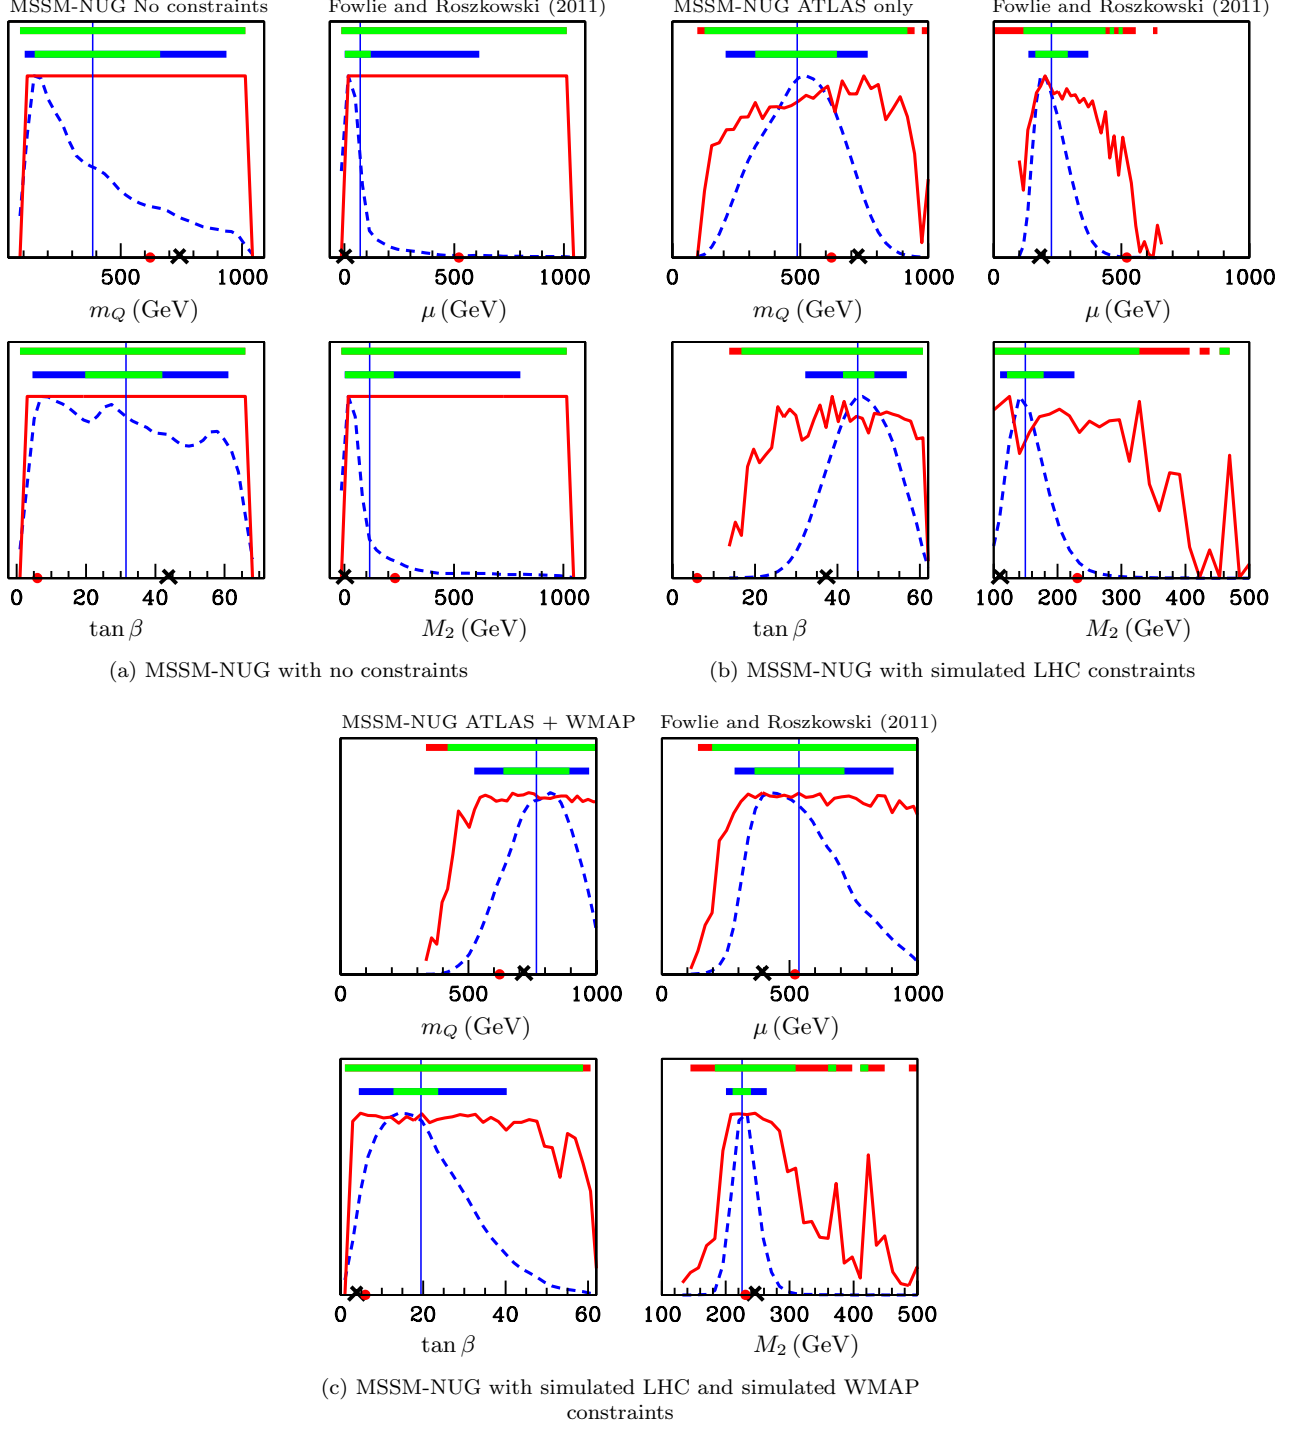 MSSM-NUG No constraints
Fowlie and Roszkowski (2011)
500 1000
m_Q (GeV)
0 500 1000
μ (GeV)
0 20 40 60
tan β
0 500 1000
M_2 (GeV)
(a) MSSM-NUG with no constraints
MSSM-NUG ATLAS only
Fowlie and Roszkowski (2011)
0 500 1000
m_Q (GeV)
0 500 1000
μ (GeV)
0 20 40 60
tan β
100 200 300 400 500
M_2 (GeV)
(b) MSSM-NUG with simulated LHC constraints
MSSM-NUG ATLAS + WMAP
Fowlie and Roszkowski (2011)
0 500 1000
m_Q (GeV)
0 500 1000
μ (GeV)
0 20 40 60
tan β
100 200 300 400 500
M_2 (GeV)
(c) MSSM-NUG with simulated LHC and simulated WMAP
constraints